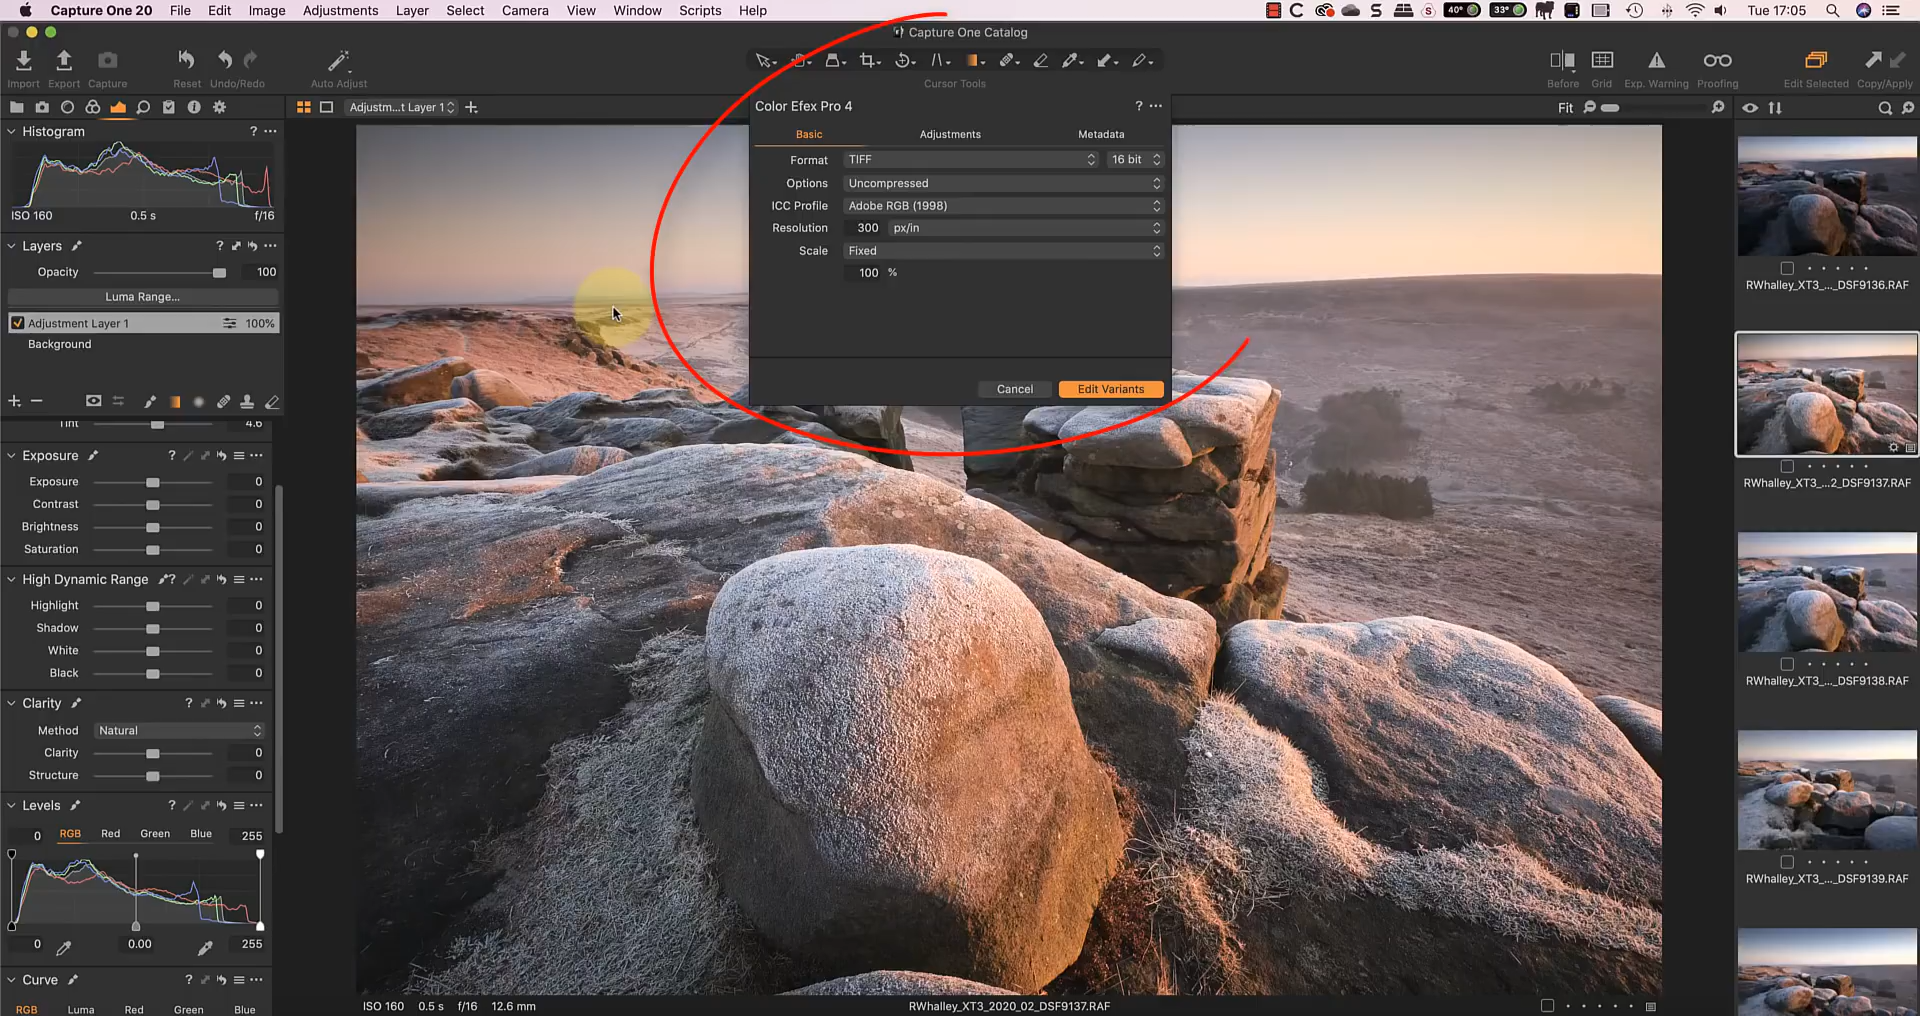 Capture One 20 File Edit Image Adjustments Layer Select Camera View Window Scripts Help 40° 33° Tue 17:05
Capture One Catalog
Import Export Capture Reset Undo/Redo Auto Adjust Cursor Tools Before Grid Exp. Warning Proofing Edit Selected Copy/Apply
Adjustm...t Layer 1
Fit
Histogram ?
ISO 160 0.5 s f/16
Layers ?
Opacity 100
Luma Range...
Adjustment Layer 1 100%
Background
Tint 4.6
Exposure ?
Exposure 0
Contrast 0
Brightness 0
Saturation 0
High Dynamic Range ?
Highlight 0
Shadow 0
White 0
Black 0
Clarity ?
Method Natural
Clarity 0
Structure 0
Levels ?
0 RGB Red Green Blue 255
0 0.00 255
Curve ?
RGB Luma Red Green Blue
Color Efex Pro 4 ?
Basic Adjustments Metadata
Format TIFF 16 bit
Options Uncompressed
ICC Profile Adobe RGB (1998)
Resolution 300 px/in
Scale Fixed
100 %
Cancel Edit Variants
ISO 160 0.5 s f/16 12.6 mm RWhalley_XT3_2020_02_DSF9137.RAF
RWhalley_XT3_..._DSF9136.RAF
RWhalley_XT3_...2_DSF9137.RAF
RWhalley_XT3_..._DSF9138.RAF
RWhalley_XT3_..._DSF9139.RAF